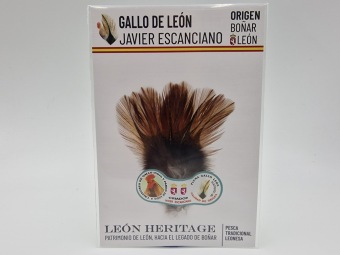 GALLO DE LEÓN
JAVIER ESCANCIANO
ORIGEN
BOÑAR
LEÓN
CRIADOR
LEÓN HERITAGE
PATRIMONIO DE LEÓN, HACIA EL LEGADO DE BOÑAR
PESCA
TRADICIONAL
LEONESA